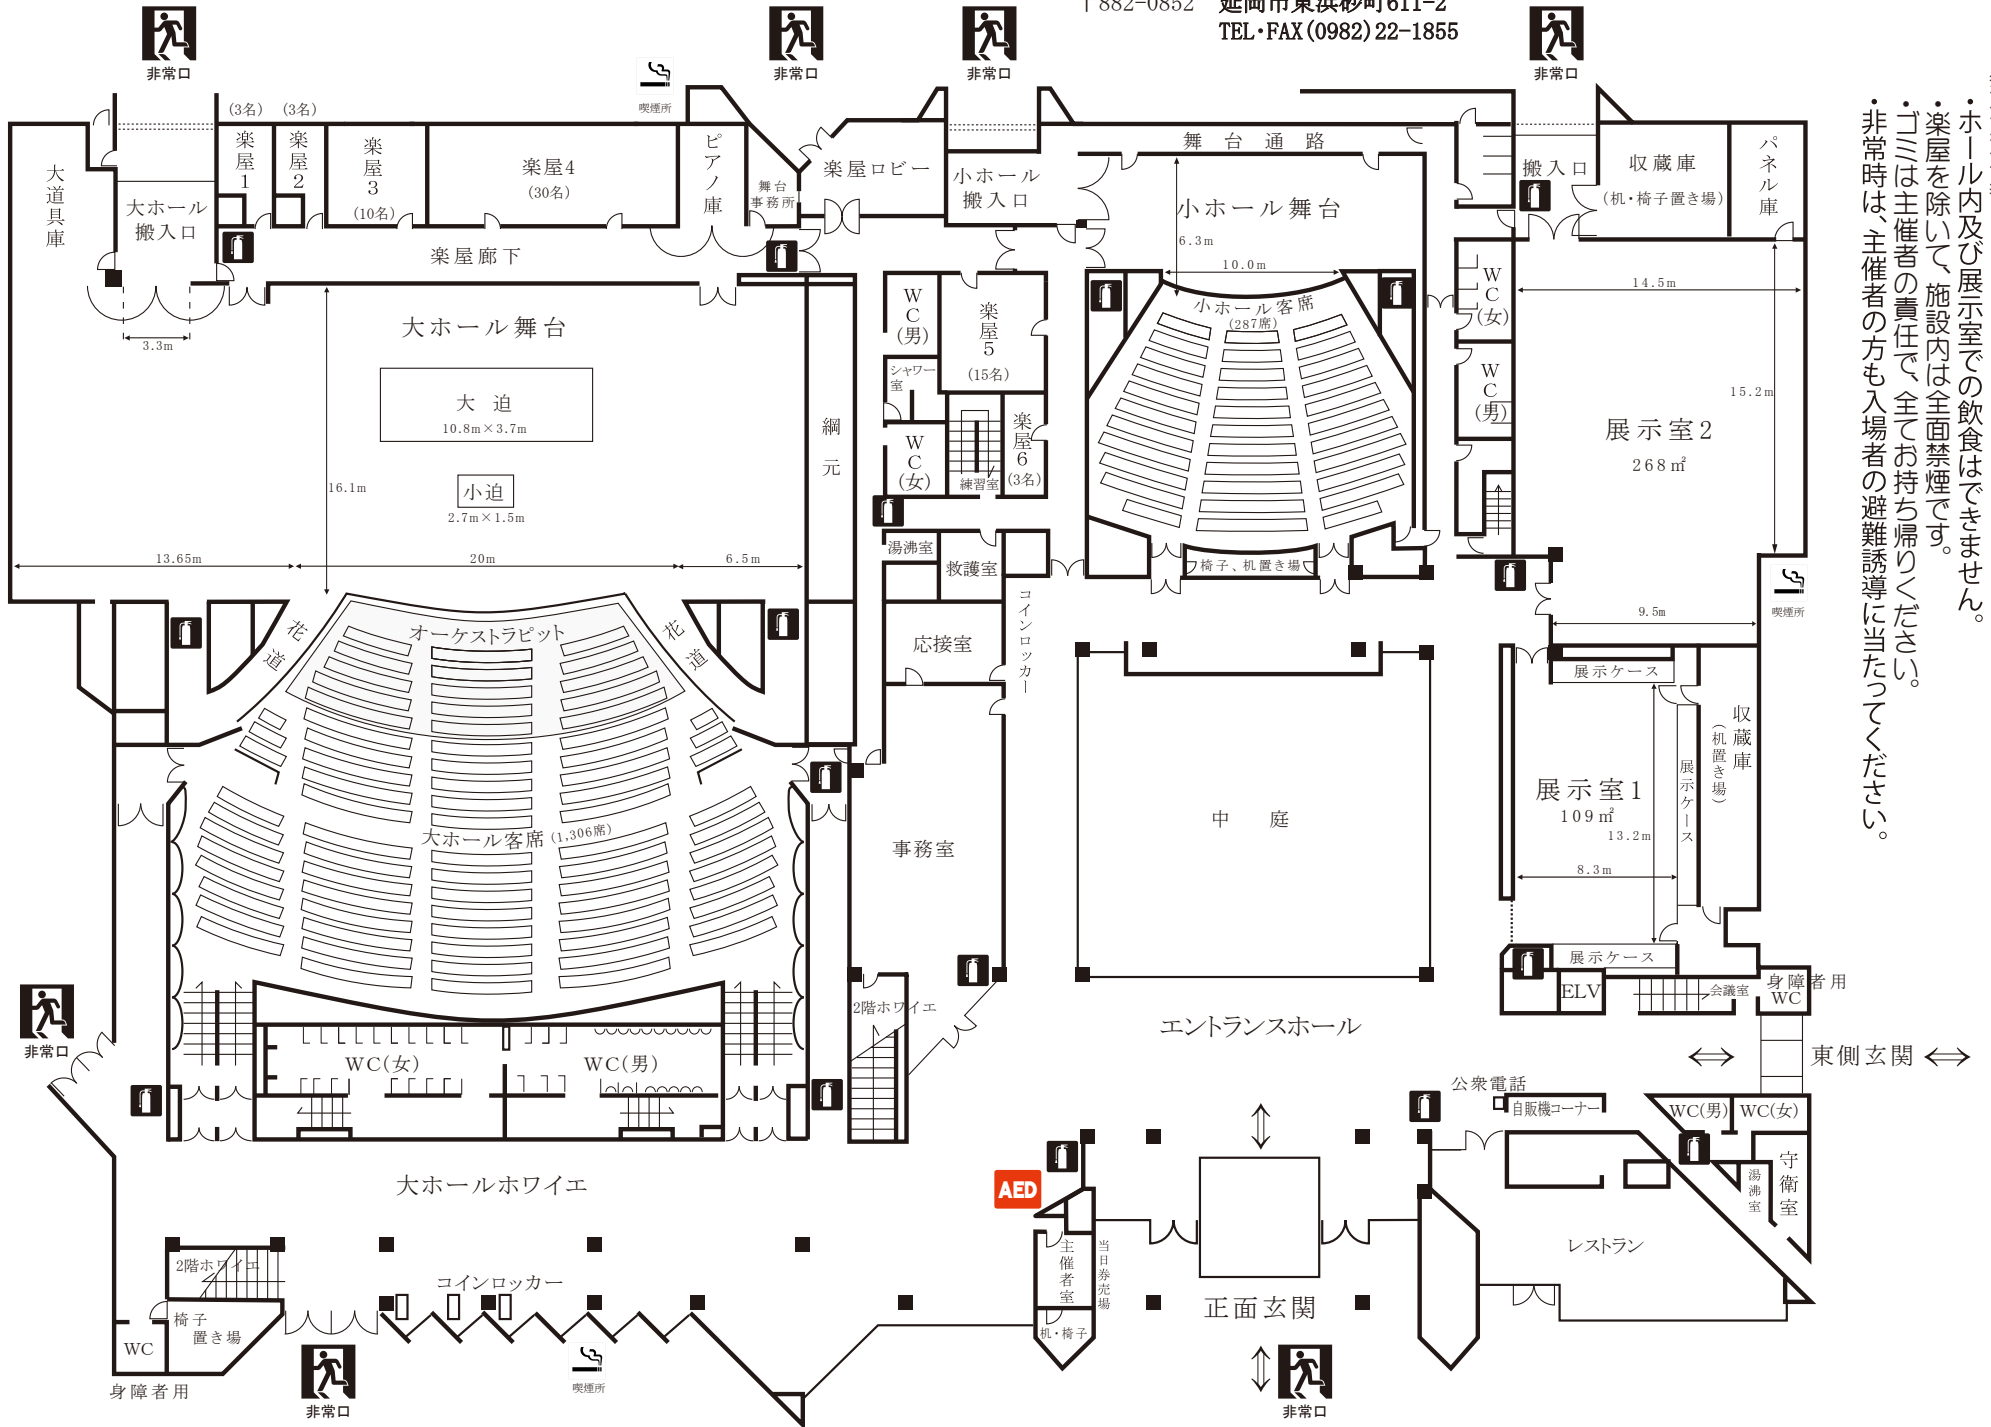 〒882-0852 延岡市東浜砂町611-2
TEL･FAX(0982)22-1855
・ホール内及び展示室での飲食はできません。
・楽屋を除いて、施設内は全面禁煙です。
・ゴミは主催者の責任で、全てお持ち帰りください。
・非常時は、主催者の方も入場者の避難誘導に当たってください。
非常口
非常口
非常口
非常口
喫煙所
大道具庫
大ホール
搬入口
(3名)
楽屋1
(3名)
楽屋2
楽屋3
(10名)
楽屋4
(30名)
ピアノ庫
舞台
事務所
楽屋ロビー
小ホール
搬入口
舞台通路
搬入口
収蔵庫
(机・椅子置き場)
パネル庫
楽屋廊下
小ホール舞台
6.3m
10.0m
小ホール客席
(287席)
WC(女)
WC(男)
14.5m
15.2m
展示室2
268㎡
3.3m
大ホール舞台
大迫
10.8m×3.7m
小迫
2.7m×1.5m
16.1m
13.65m
20m
6.5m
綱元
WC(男)
楽屋5
(15名)
シャワー
室
WC(女)
練習室
楽屋6
(3名)
湯沸室
救護室
椅子、机置き場
コインロッカー
応接室
9.5m
喫煙所
花道
オーケストラピット
花道
展示ケース
収蔵庫
(机置き場)
展示ケース
展示室1
109㎡
13.2m
8.3m
展示ケース
大ホール客席(1,306席)
事務室
中庭
2階ホワイエ
ELV
会議室
身障者用
WC
非常口
WC(女)
WC(男)
エントランスホール
東側玄関
公衆電話
自販機コーナー
WC(男)
WC(女)
守衛室
湯沸室
レストラン
大ホールホワイエ
AED
主催者室
当日券売場
机・椅子
正面玄関
2階ホワイエ
椅子
置き場
WC
身障者用
コインロッカー
喫煙所
非常口
非常口